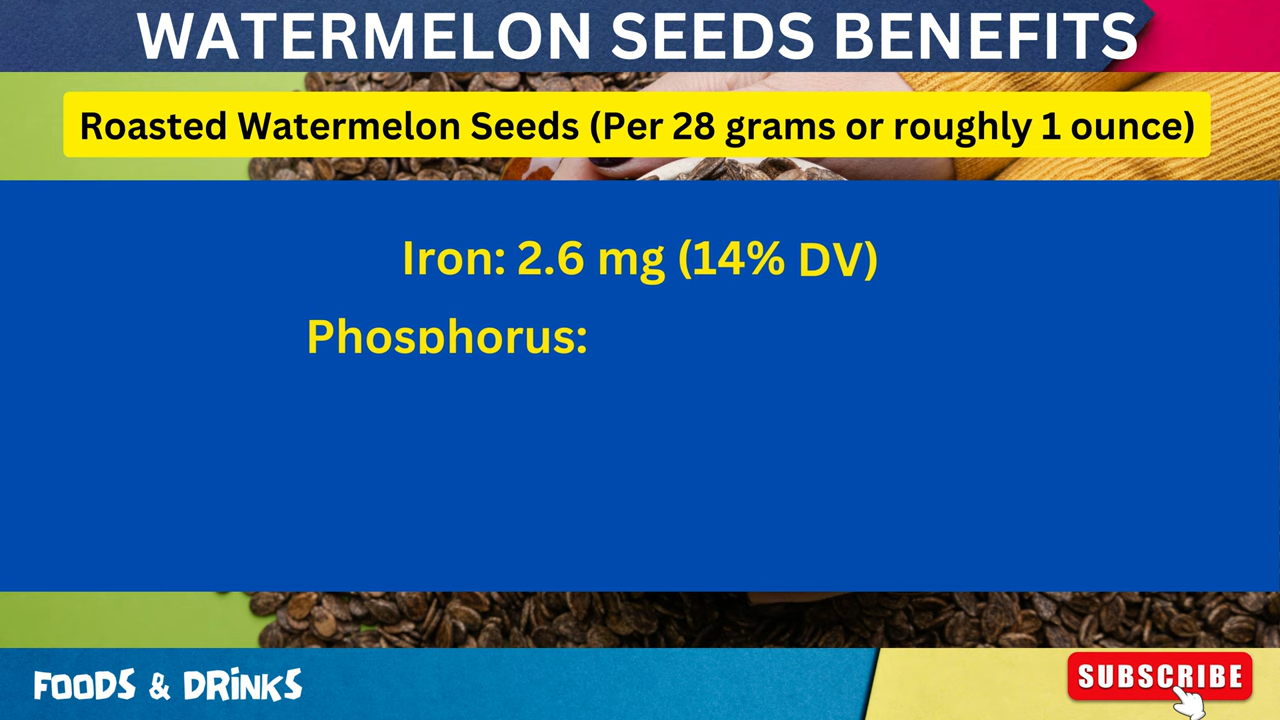 WATERMELON SEEDS BENEFITS
Roasted Watermelon Seeds (Per 28 grams or roughly 1 ounce)
Iron: 2.6 mg (14% DV)
Phosphorus:
FOODS & DRiNKS
SUBSCRIBE